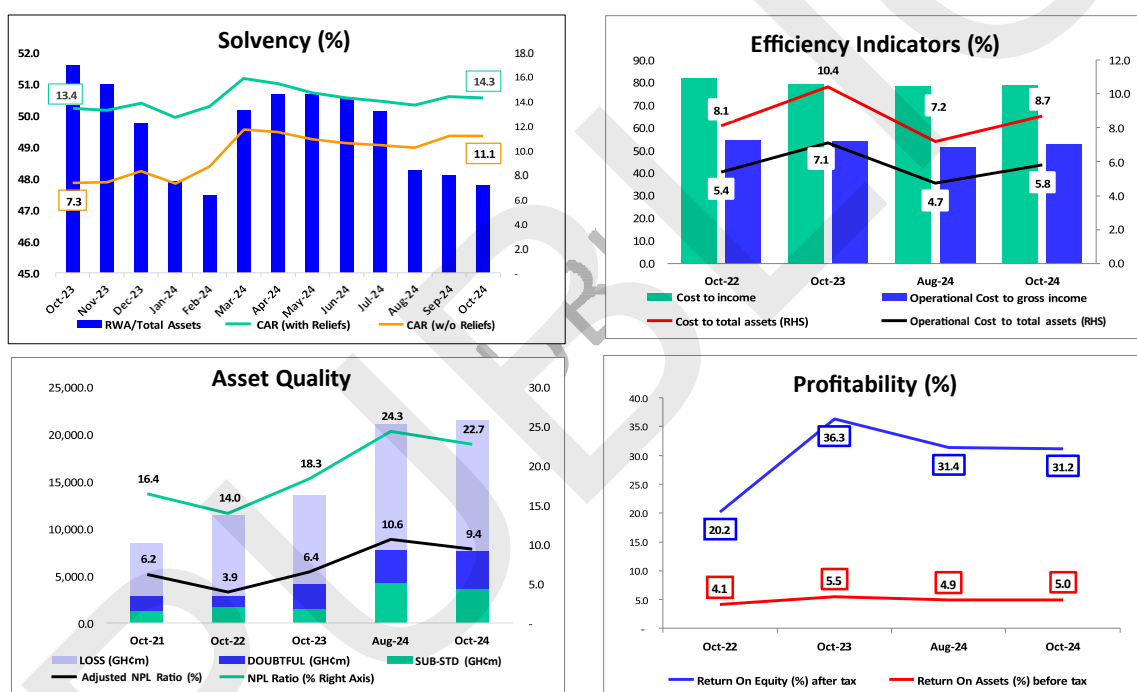 Solvency (%)
52.0
51.0
50.0
49.0
48.0
47.0
46.0
45.0
18.0
16.0
14.0
12.0
10.0
8.0
6.0
4.0
2.0
-
13.4
14.3
7.3
11.1
Oct-23
Nov-23
Dec-23
Jan-24
Feb-24
Mar-24
Apr-24
May-24
Jun-24
Jul-24
Aug-24
Sep-24
Oct-24
RWA/Total Assets
CAR (with Reliefs)
CAR (w/o Reliefs)
Efficiency Indicators (%)
90.0
80.0
70.0
60.0
50.0
40.0
30.0
20.0
10.0
0.0
12.0
10.0
8.0
6.0
4.0
2.0
0.0
8.1
10.4
7.2
8.7
5.4
7.1
4.7
5.8
Oct-22
Oct-23
Aug-24
Oct-24
Cost to income
Operational Cost to gross income
Cost to total assets (RHS)
Operational Cost to total assets (RHS)
Asset Quality
25,000.0
20,000.0
15,000.0
10,000.0
5,000.0
0.0
30.0
25.0
20.0
15.0
10.0
5.0
-
16.4
14.0
18.3
24.3
22.7
6.2
3.9
6.4
10.6
9.4
Oct-21
Oct-22
Oct-23
Aug-24
Oct-24
LOSS (GH¢m)
DOUBTFUL (GH¢m)
SUB-STD (GH¢m)
Adjusted NPL Ratio (%)
NPL Ratio (% Right Axis)
Profitability (%)
40.0
35.0
30.0
25.0
20.0
15.0
10.0
5.0
-
20.2
36.3
31.4
31.2
4.1
5.5
4.9
5.0
Oct-22
Oct-23
Aug-24
Oct-24
Return On Equity (%) after tax
Return On Assets (%) before tax